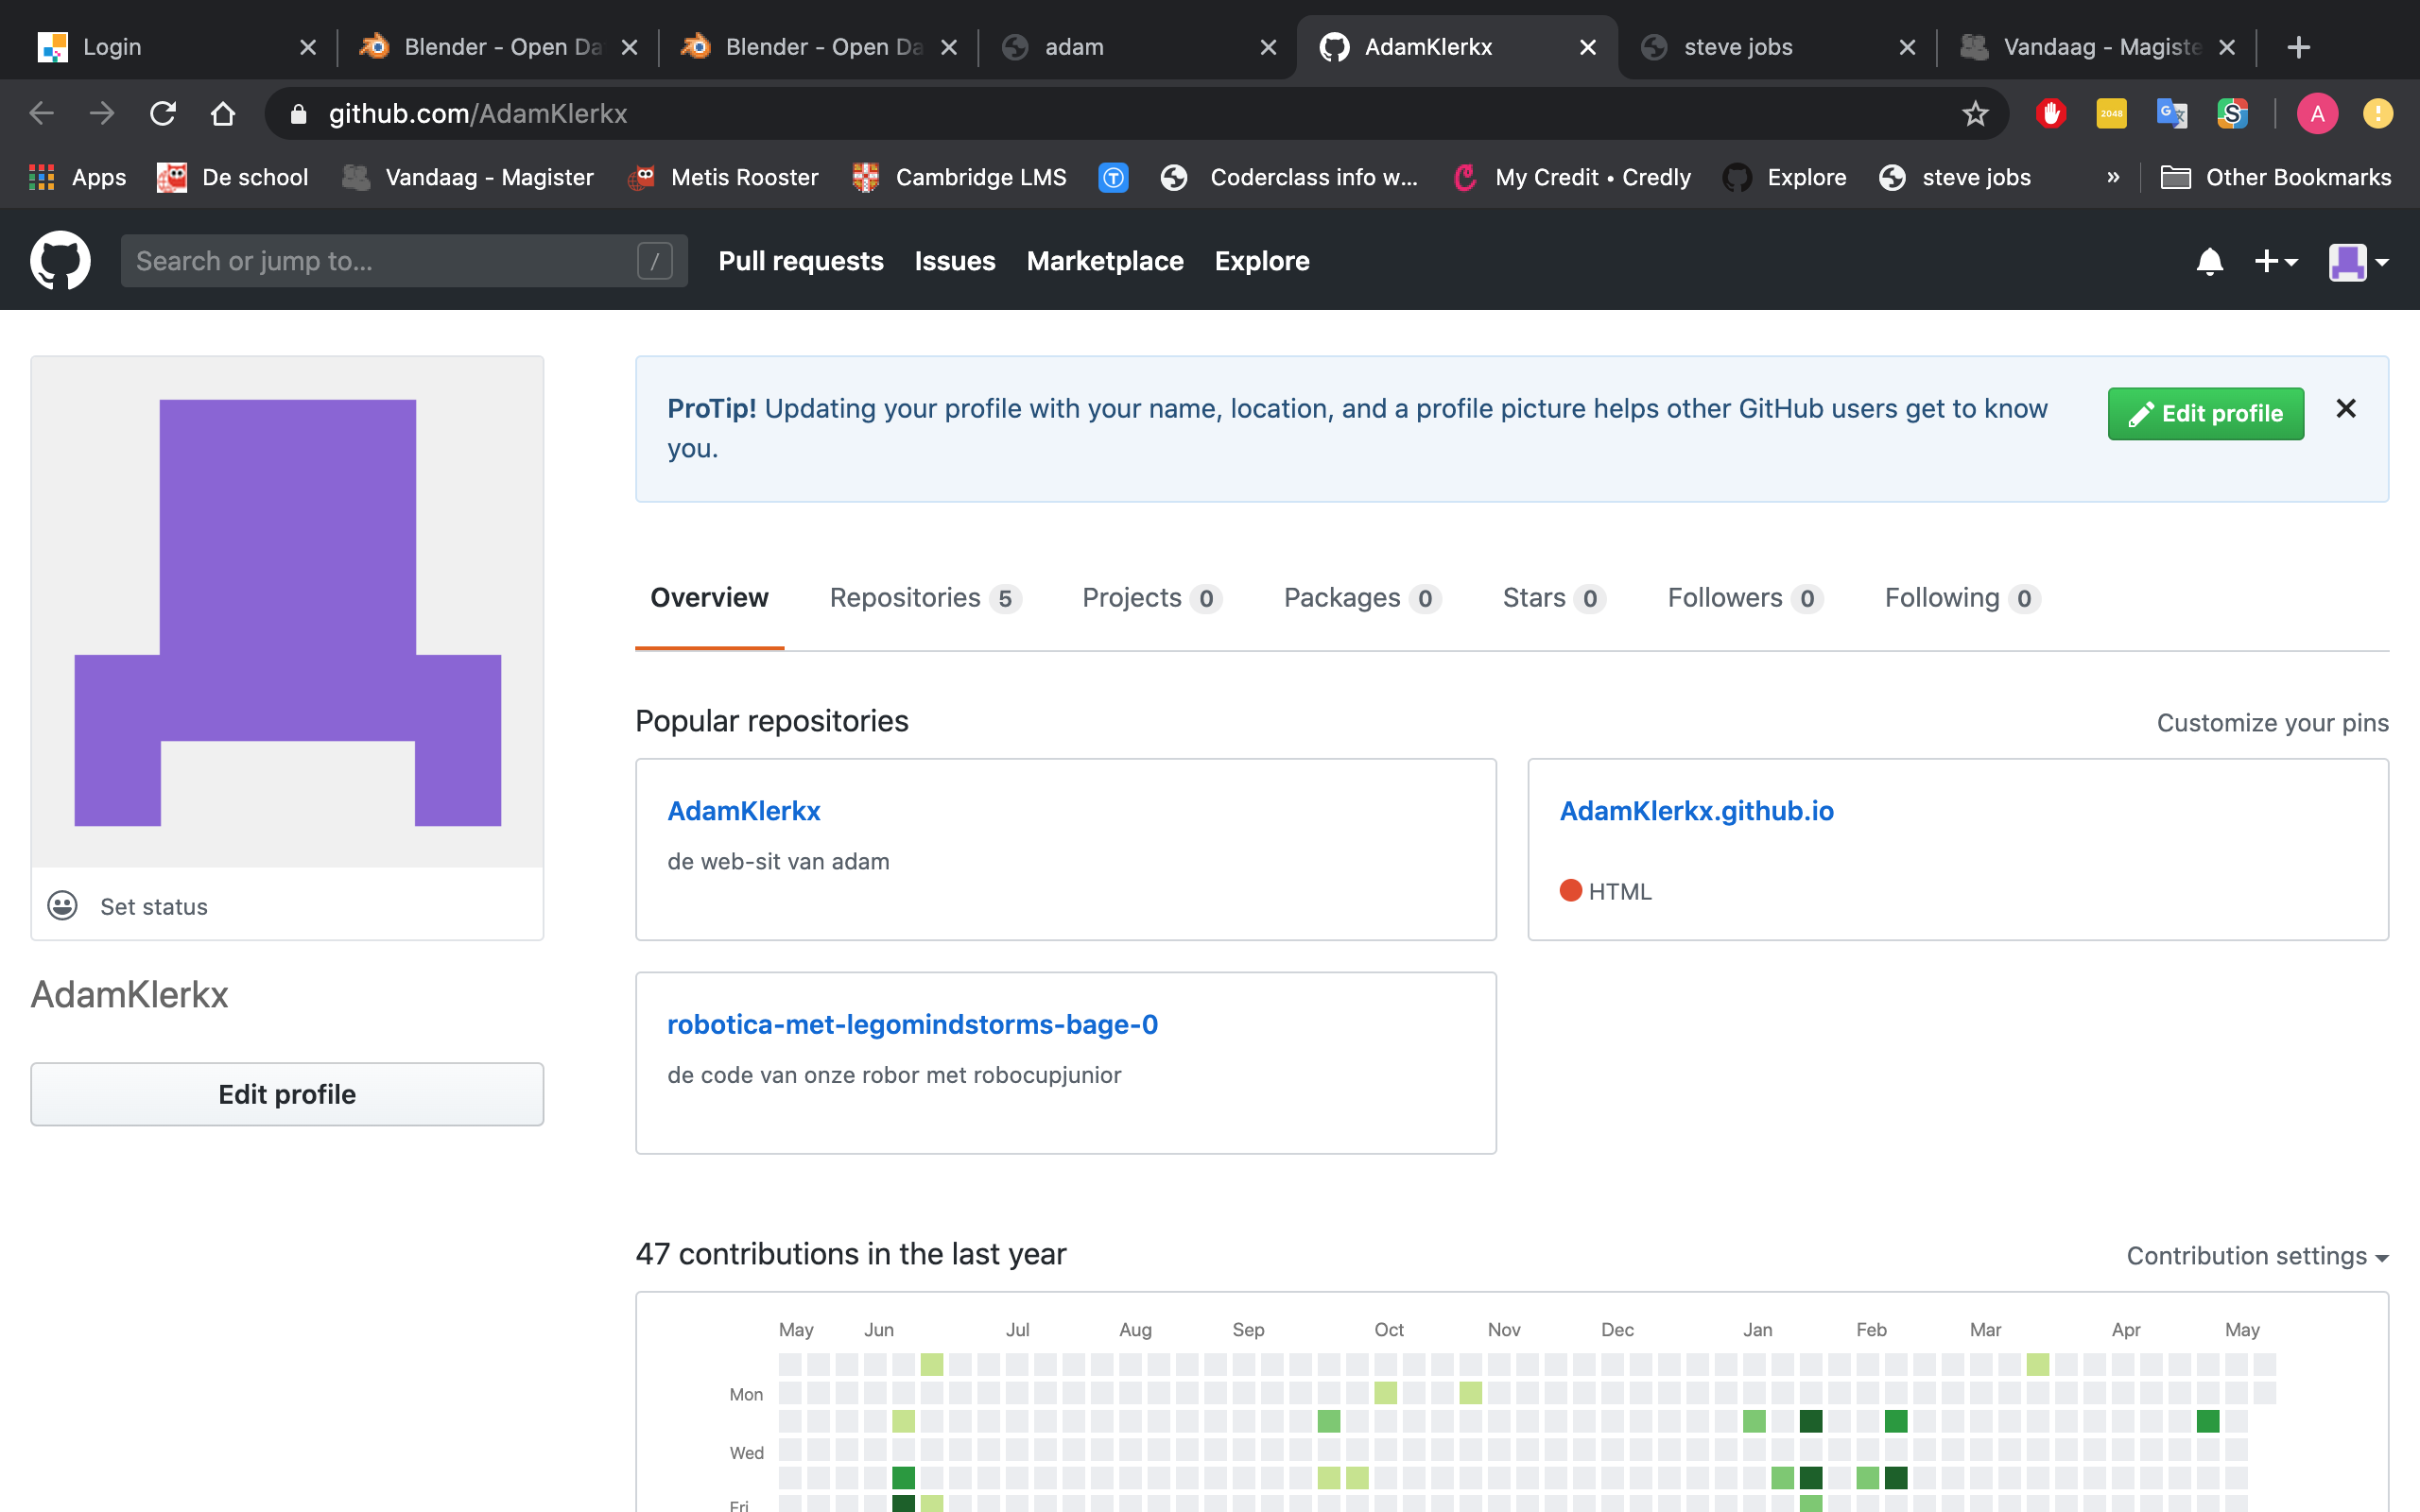 Login
Blender - Open Da
Blender - Open Da
adam
AdamKlerkx
steve jobs
Vandaag - Magiste
github.com/AdamKlerkx
2048
A
Apps
De school
Vandaag - Magister
Metis Rooster
Cambridge LMS
Coderclass info w...
My Credit • Credly
Explore
steve jobs
»
Other Bookmarks
Search or jump to...
/
Pull requests
Issues
Marketplace
Explore
ProTip! Updating your profile with your name, location, and a profile picture helps other GitHub users get to know
you.
Edit profile
Overview
Repositories 5
Projects 0
Packages 0
Stars 0
Followers 0
Following 0
Popular repositories
Customize your pins
AdamKlerkx
de web-sit van adam
AdamKlerkx.github.io
HTML
Set status
AdamKlerkx
Edit profile
robotica-met-legomindstorms-bage-0
de code van onze robor met robocupjunior
47 contributions in the last year
Contribution settings
May Jun Jul Aug Sep Oct Nov Dec Jan Feb Mar Apr May
Mon
Wed
Fri